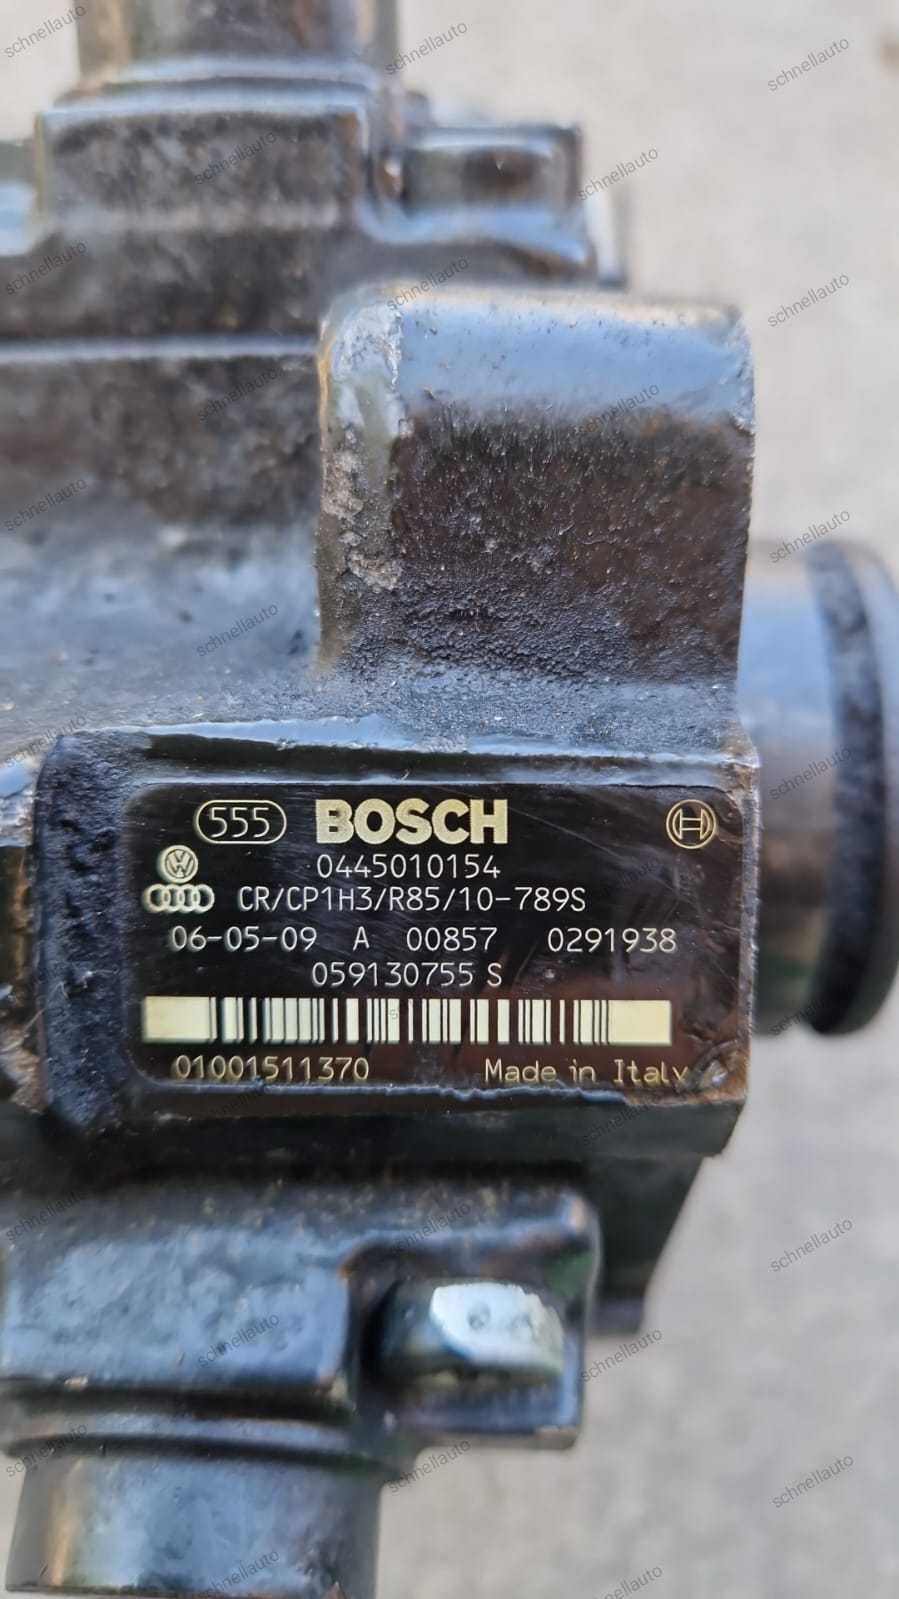 555 BOSCH
0445010154
CR/CP1H3/R85/10-789S
06-05-09 A 00857 0291938
059130755 S
01001511370 Made in Italy
schnellauto